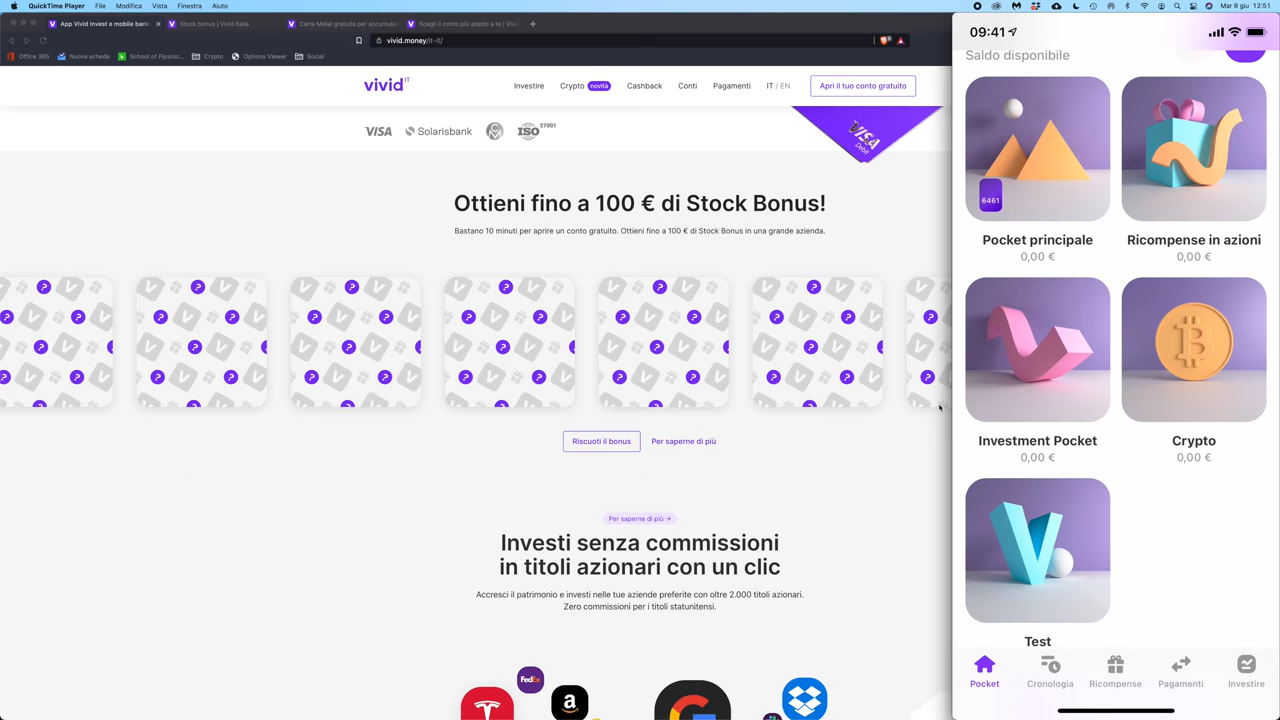 QuickTime Player File Modifica Vista Finestra Aiuto
Mar 8 giu 12:51
App Vivid Invest e mobile bank
Stock bonus | Vivid Italia
Carte Metal gratuita per accumula
Scegli il conto più adatto a te | Vivi
vivid.money/it-it/
Office 365 Nuova scheda School of Pipsolo... Crypto Options Viewer Social
vivid IT
Investire Crypto novità Cashback Conti Pagamenti IT / EN Apri il tuo conto gratuito
VISA Solarisbank ISO 27001
VISA
Debit
Ottieni fino a 100 € di Stock Bonus!
Bastano 10 minuti per aprire un conto gratuito. Ottieni fino a 100 € di Stock Bonus in una grande azienda.
Riscuoti il bonus Per saperne di più
Per saperne di più →
Investi senza commissioni
in titoli azionari con un clic
Accresci il patrimonio e investi nelle tue aziende preferite con oltre 2.000 titoli azionari.
Zero commissioni per i titoli statunitensi.
FedEx
09:41
Saldo disponibile
6461
Pocket principale Ricompense in azioni
0,00 € 0,00 €
Investment Pocket Crypto
0,00 € 0,00 €
Test
Pocket Cronologia Ricompense Pagamenti Investire